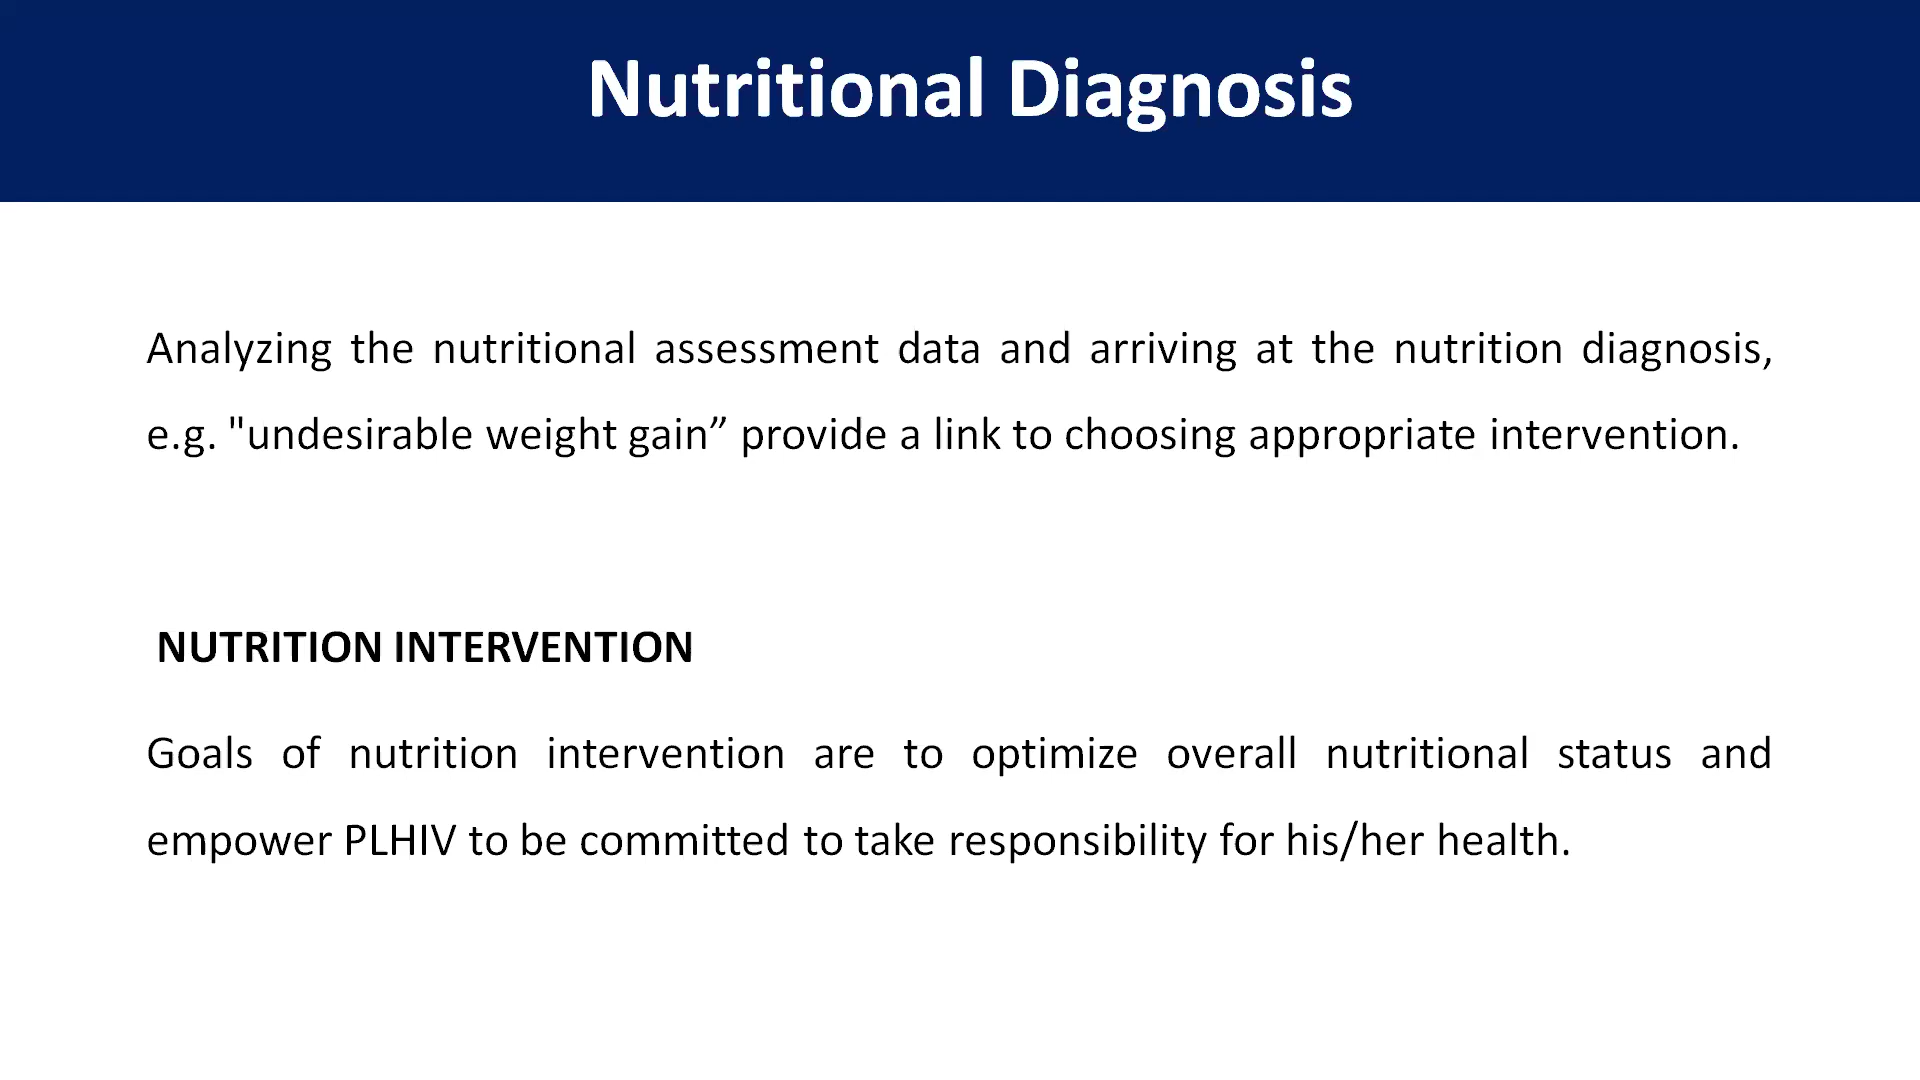 Nutritional Diagnosis
Analyzing the nutritional assessment data and arriving at the nutrition diagnosis,
e.g. "undesirable weight gain” provide a link to choosing appropriate intervention.
NUTRITION INTERVENTION
Goals of nutrition intervention are to optimize overall nutritional status and
empower PLHIV to be committed to take responsibility for his/her health.